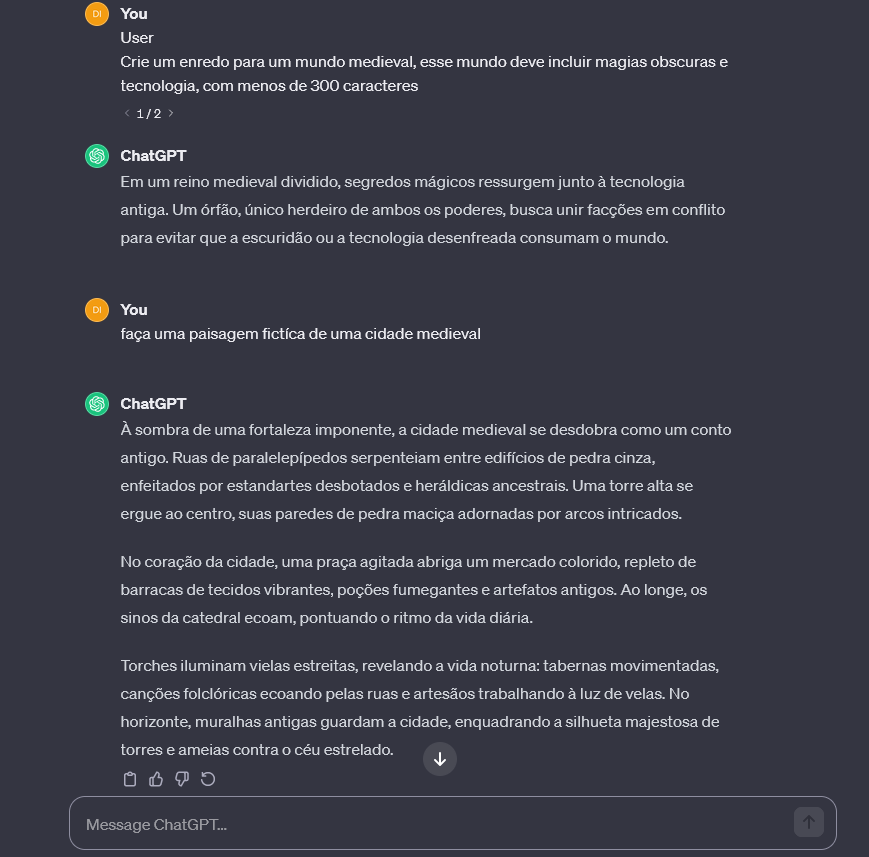 DI You
User
Crie um enredo para um mundo medieval, esse mundo deve incluir magias obscuras e
tecnologia, com menos de 300 caracteres
< 1 / 2 >
ChatGPT
Em um reino medieval dividido, segredos mágicos ressurgem junto à tecnologia
antiga. Um órfão, único herdeiro de ambos os poderes, busca unir facções em conflito
para evitar que a escuridão ou a tecnologia desenfreada consumam o mundo.
DI You
faça uma paisagem fictíca de uma cidade medieval
ChatGPT
À sombra de uma fortaleza imponente, a cidade medieval se desdobra como um conto
antigo. Ruas de paralelepípedos serpenteiam entre edifícios de pedra cinza,
enfeitados por estandartes desbotados e heráldicas ancestrais. Uma torre alta se
ergue ao centro, suas paredes de pedra maciça adornadas por arcos intricados.
No coração da cidade, uma praça agitada abriga um mercado colorido, repleto de
barracas de tecidos vibrantes, poções fumegantes e artefatos antigos. Ao longe, os
sinos da catedral ecoam, pontuando o ritmo da vida diária.
Torches iluminam vielas estreitas, revelando a vida noturna: tabernas movimentadas,
canções folclóricas ecoando pelas ruas e artesãos trabalhando à luz de velas. No
horizonte, muralhas antigas guardam a cidade, enquadrando a silhueta majestosa de
torres e ameias contra o céu estrelado.
Message ChatGPT...